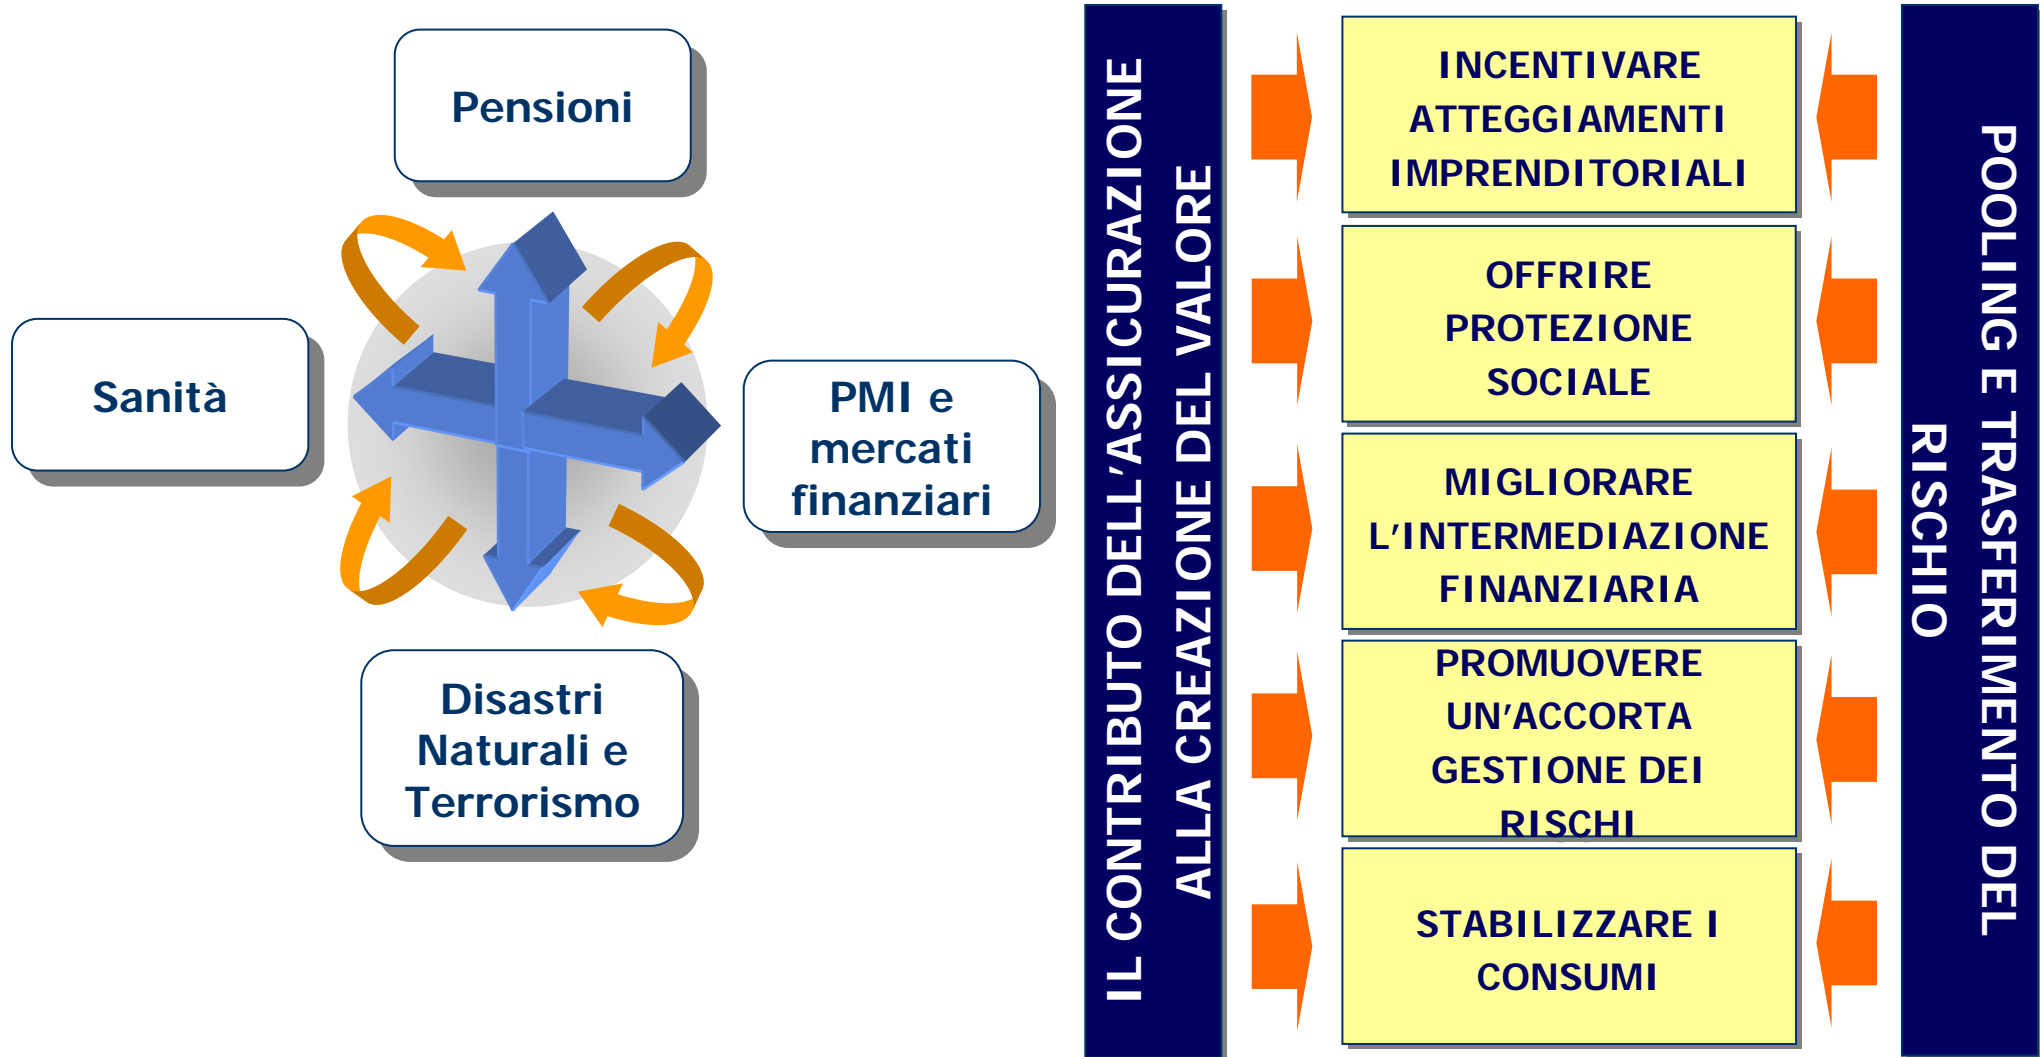 Pensioni
Sanità
PMI e
mercati
finanziari
Disastri
Naturali e
Terrorismo
IL CONTRIBUTO DELL'ASSICURAZIONE
ALLA CREAZIONE DEL VALORE
INCENTIVARE
ATTEGGIAMENTI
IMPRENDITORIALI
OFFRIRE
PROTEZIONE
SOCIALE
MIGLIORARE
L'INTERMEDIAZIONE
FINANZIARIA
PROMUOVERE
UN'ACCORTA
GESTIONE DEI
RISCHI
STABILIZZARE I
CONSUMI
POOLING E TRASFERIMENTO DEL
RISCHIO